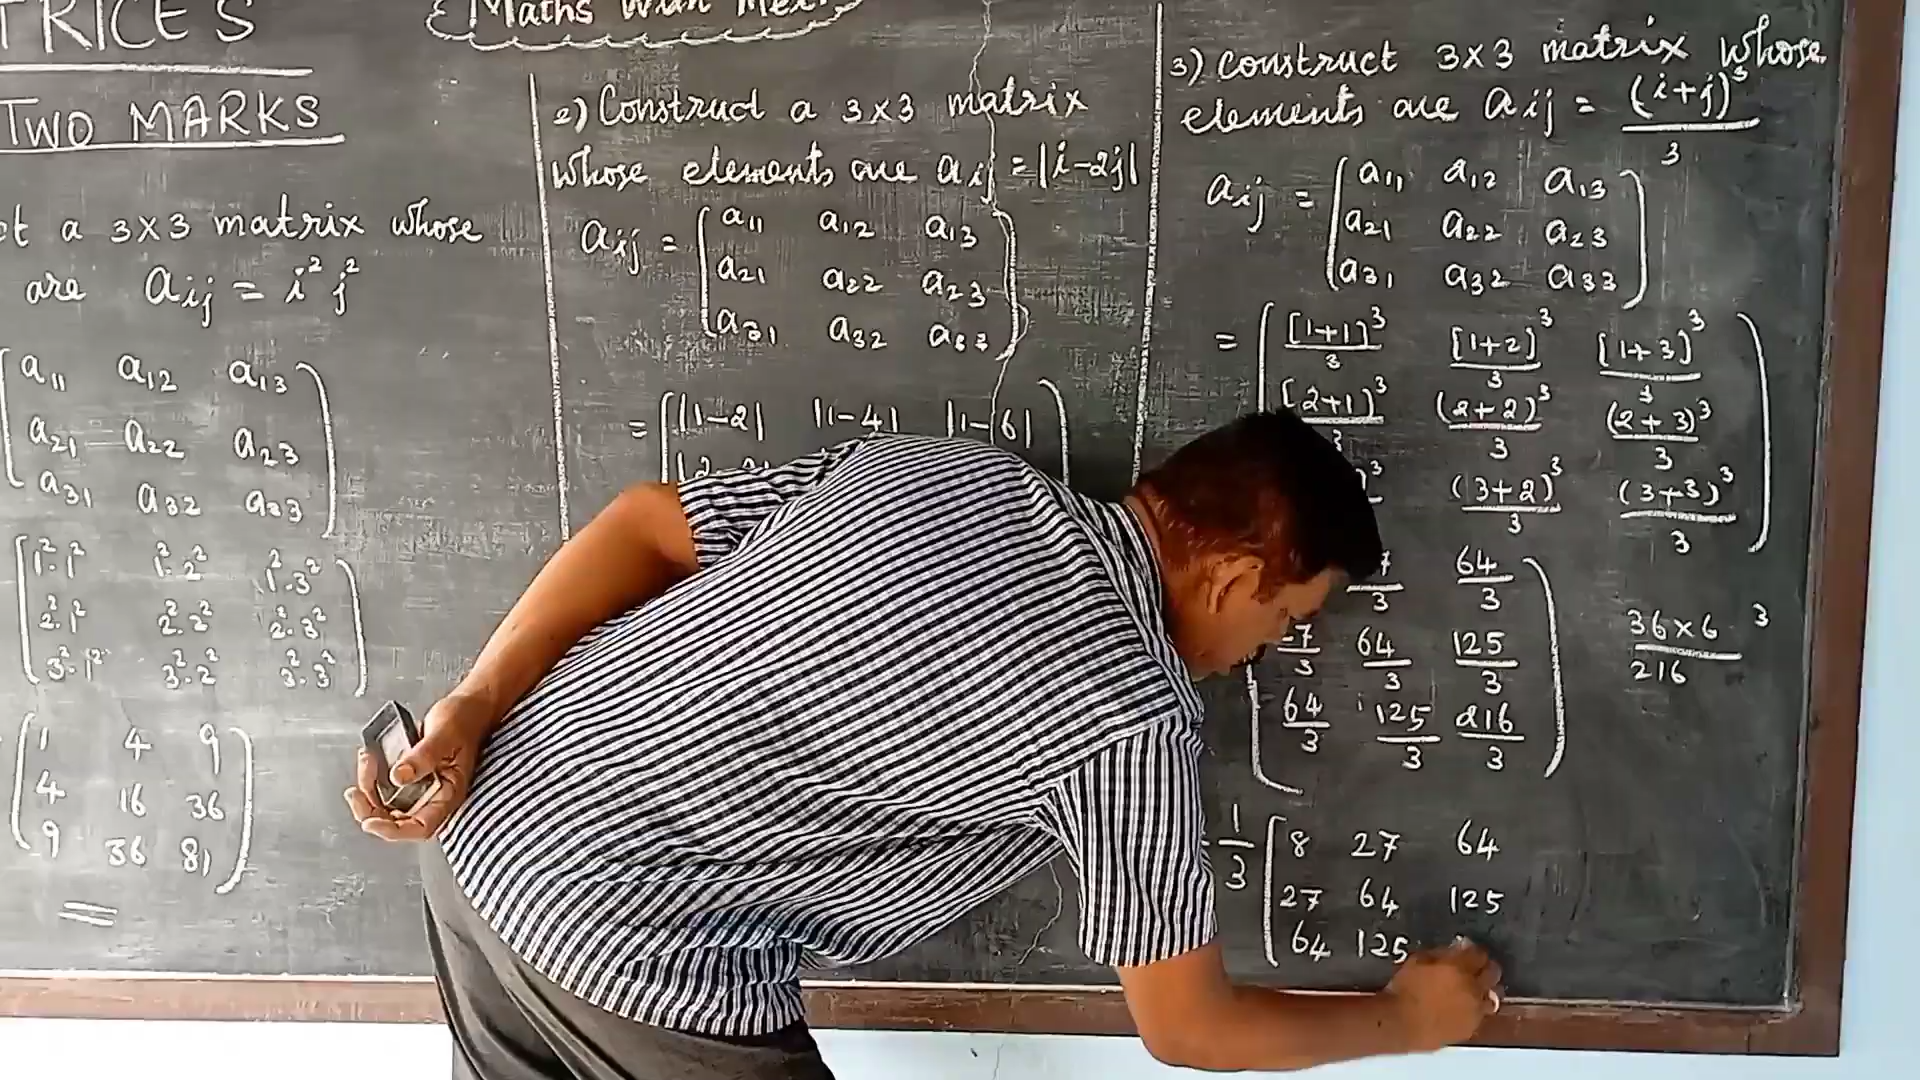 TRICES
TWO MARKS
a 3×3 matrix whose
are aij = i² j²
a11 a12 a13
a21 a22 a23
a31 a32 a33
1².1² 1².2² 1².3²
2².1² 2².2² 2².3²
3².1² 3².2² 3².3²
1 4 9
4 16 36
9 36 81
Maths with
2) Construct a 3×3 matrix
whose elements are aij = |i-2j|
aij = a11 a12 a13
a21 a22 a23
a31 a32 a33
= |1-2| |1-4| |1-6|
3) construct 3×3 matrix whose
elements are aij = (i+j)³
3
aij = a11 a12 a13
a21 a22 a23
a31 a32 a33
= [1+1]³ [1+2]³ [1+3]³
3 3 3
[2+1]³ (2+2)³ (2+3)³
3 3 3
(3+2)³ (3+3)³
3 3
64
3 3
64 125
3 3 3
64 125 216
3 3 3
36×6 3
216
1/3 8 27 64
27 64 125
64 125